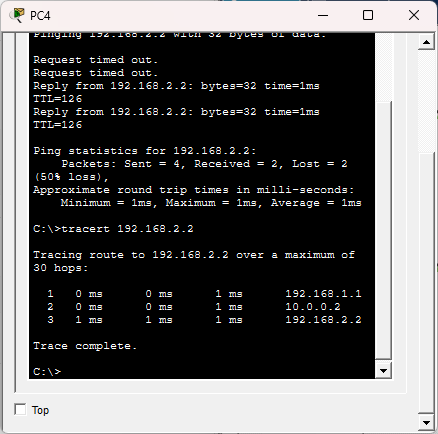 PC4
Pinging 192.168.2.2 with 32 bytes of data:
Request timed out.
Request timed out.
Reply from 192.168.2.2: bytes=32 time=1ms
TTL=126
Reply from 192.168.2.2: bytes=32 time=1ms
TTL=126
Ping statistics for 192.168.2.2:
    Packets: Sent = 4, Received = 2, Lost = 2
(50% loss),
Approximate round trip times in milli-seconds:
    Minimum = 1ms, Maximum = 1ms, Average = 1ms
C:\>tracert 192.168.2.2
Tracing route to 192.168.2.2 over a maximum of
30 hops:
  1   0 ms      0 ms      1 ms      192.168.1.1
  2   0 ms      0 ms      0 ms      10.0.0.2
  3   1 ms      1 ms      1 ms      192.168.2.2
Trace complete.
C:\>
Top